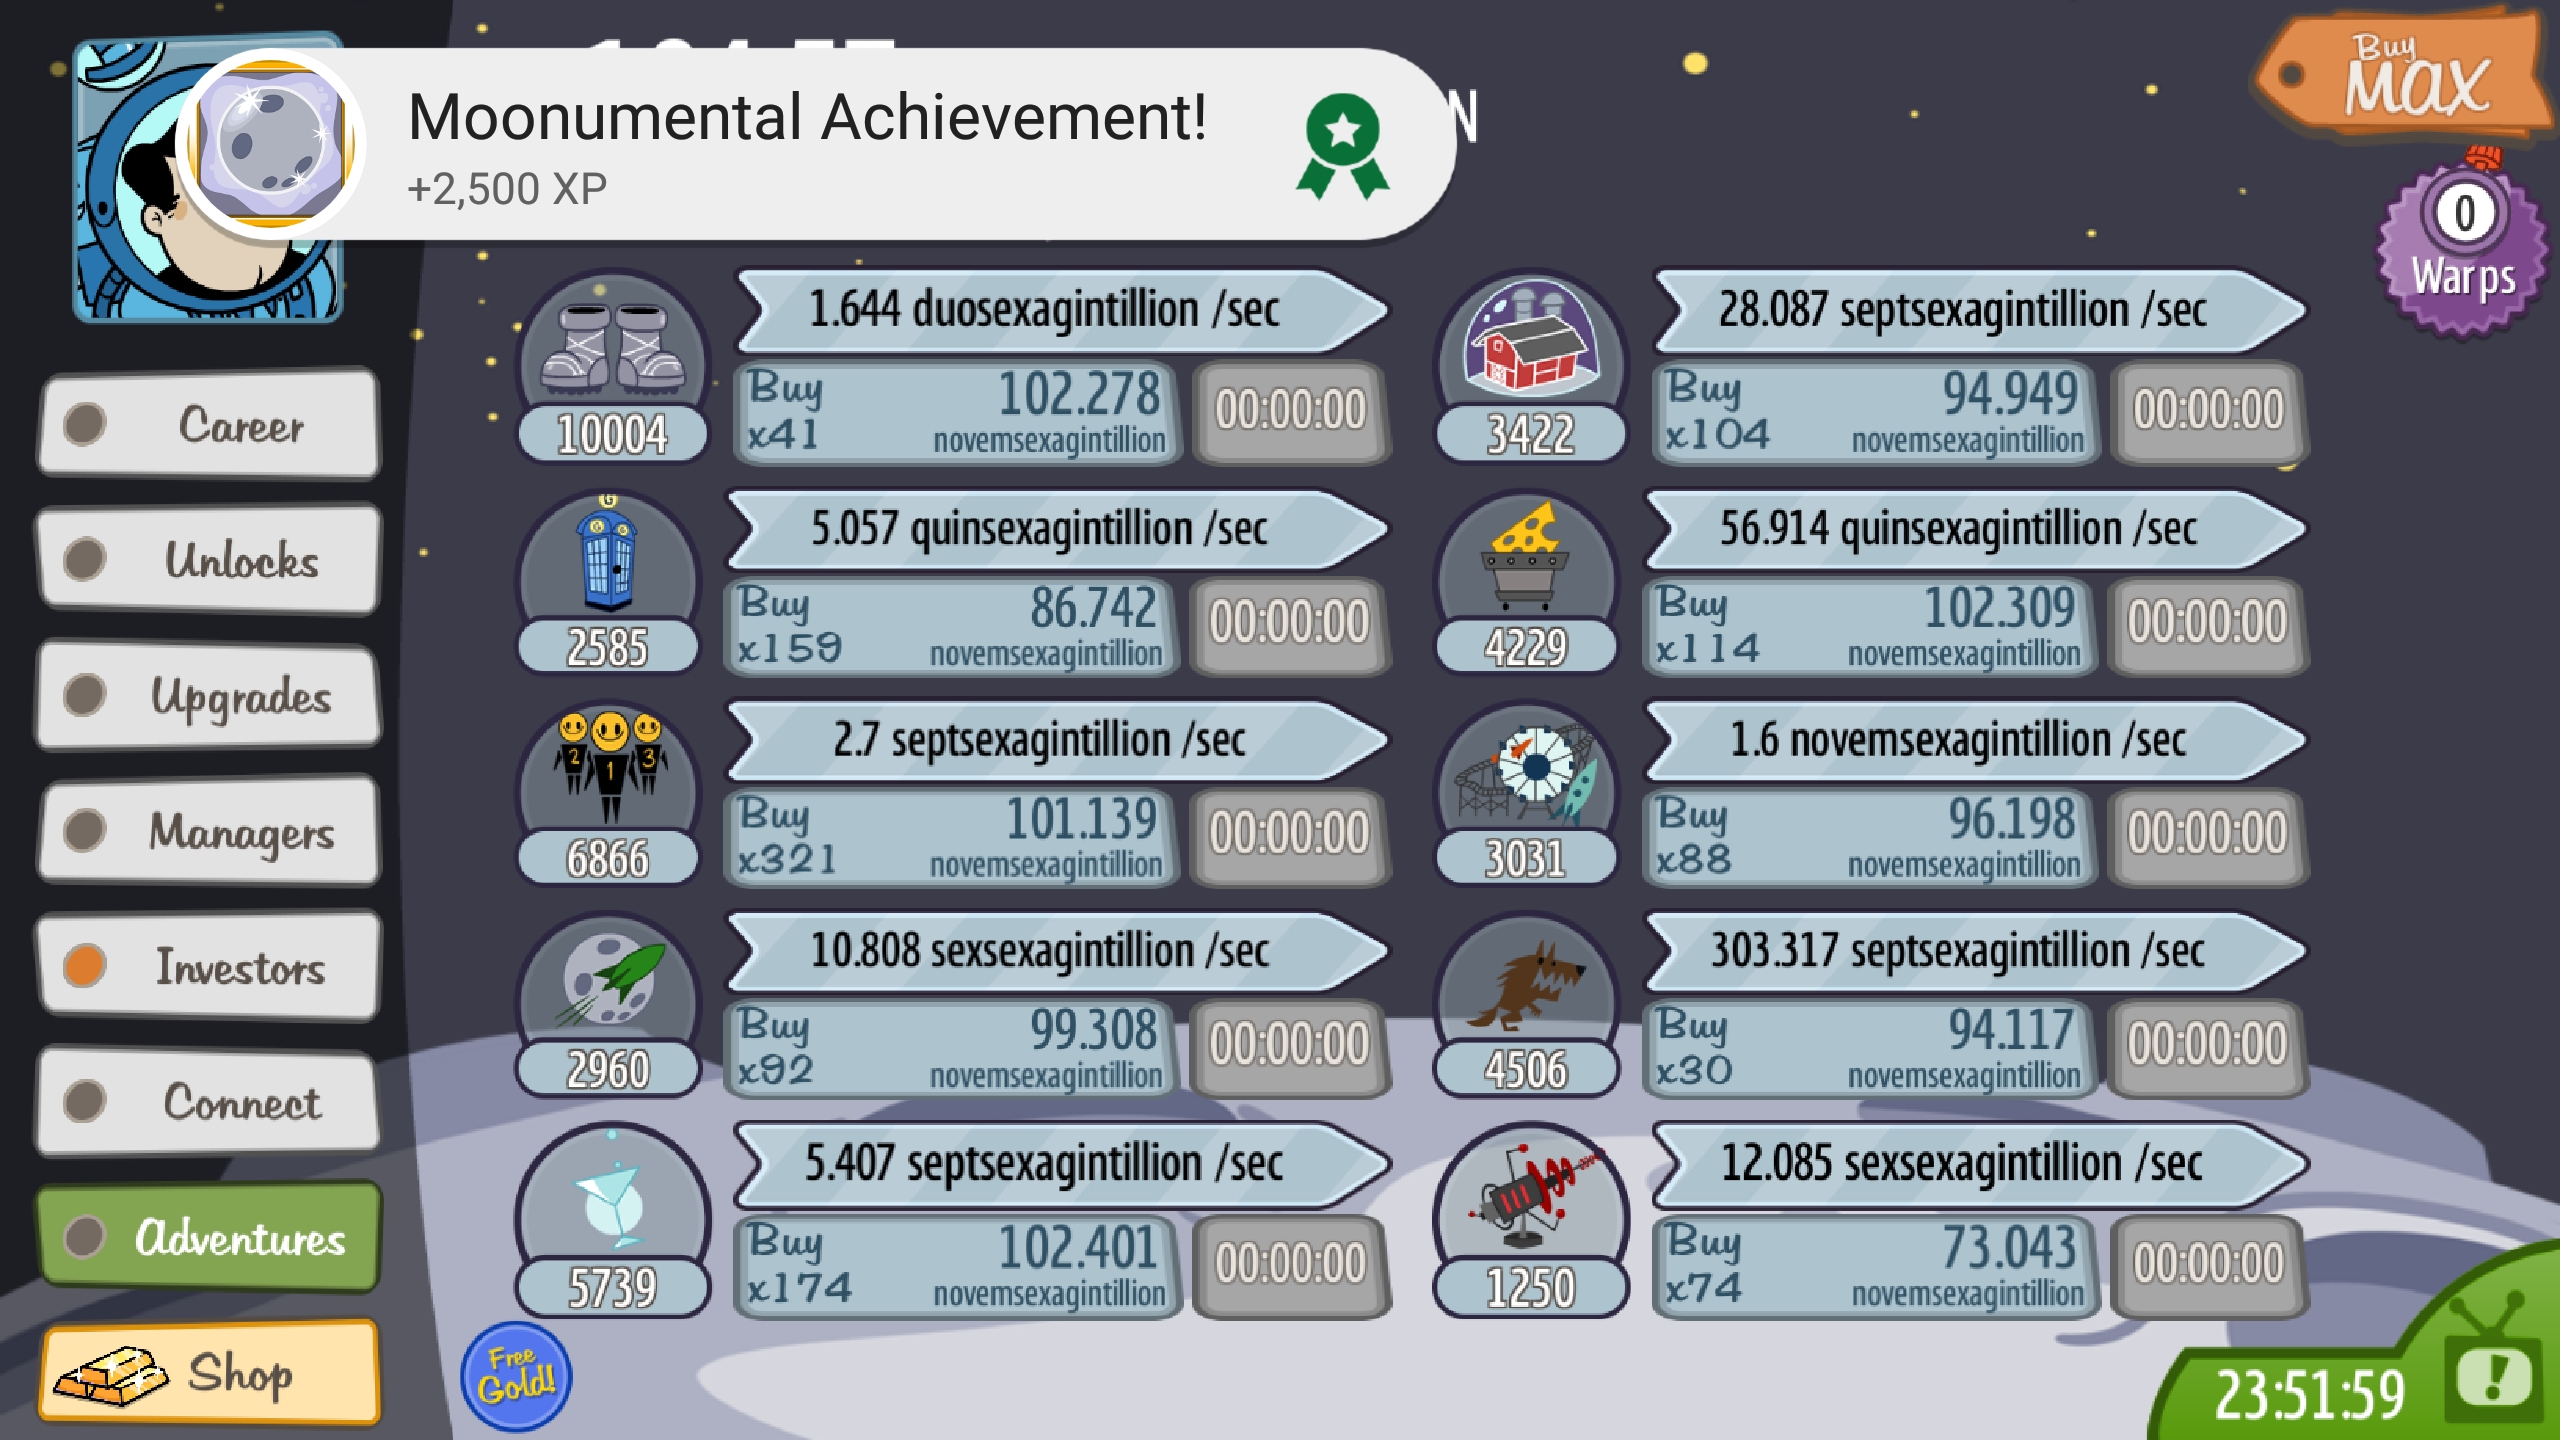 Moonumental Achievement!
+2,500 XP
N
Buy
MAX
0
Warps
Career
Unlocks
Upgrades
Managers
Investors
Connect
Adventures
Shop
1.644 duosexagintillion /sec
Buy
x41
102.278
novemsexagintillion
00:00:00
10004
28.087 septsexagintillion /sec
Buy
x104
94.949
novemsexagintillion
00:00:00
3422
G
5.057 quinsexagintillion /sec
Buy
x159
86.742
novemsexagintillion
00:00:00
2585
56.914 quinsexagintillion /sec
Buy
x114
102.309
novemsexagintillion
00:00:00
4229
2 1 3
2.7 septsexagintillion /sec
Buy
x321
101.139
novemsexagintillion
00:00:00
6866
1.6 novemsexagintillion /sec
Buy
x88
96.198
novemsexagintillion
00:00:00
3031
10.808 sexsexagintillion /sec
Buy
x92
99.308
novemsexagintillion
00:00:00
2960
303.317 septsexagintillion /sec
Buy
x30
94.117
novemsexagintillion
00:00:00
4506
5.407 septsexagintillion /sec
Buy
x174
102.401
novemsexagintillion
00:00:00
5739
12.085 sexsexagintillion /sec
Buy
x74
73.043
novemsexagintillion
00:00:00
1250
Free
Gold!
23:51:59
!